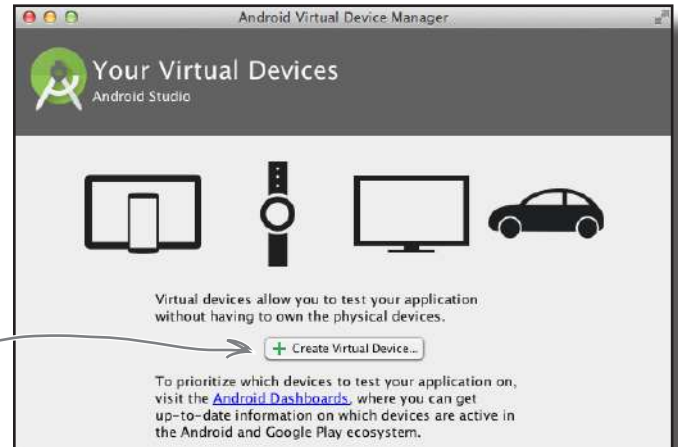 Android Virtual Device Manager
Your Virtual Devices
Android Studio
Virtual devices allow you to test your application
without having to own the physical devices.
Create Virtual Device...
To prioritize which devices to test your application on,
visit the Android Dashboards, where you can get
up-to-date information on which devices are active in
the Android and Google Play ecosystem.